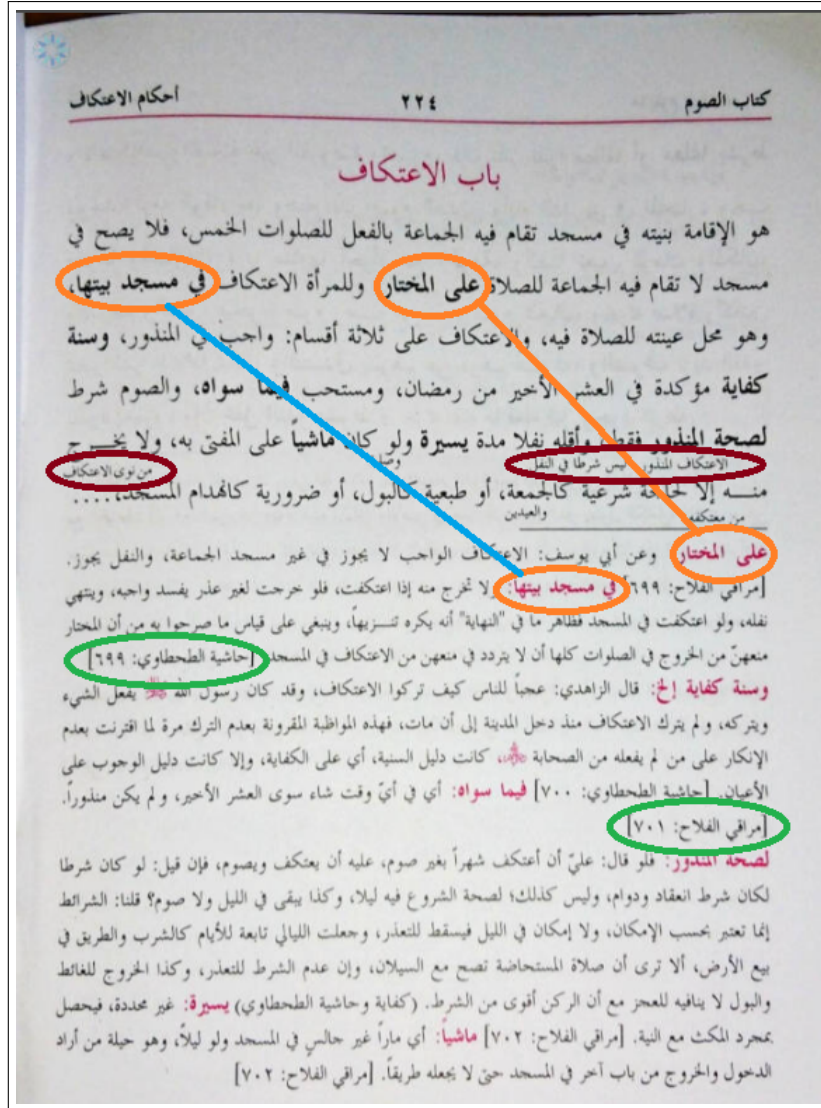 كتاب الصوم ٢٢٤ أحكام الاعتكاف
باب الاعتكاف
هو الإقامة بنيته في مسجد تقام فيه الجماعة بالفعل للصلوات الخمس، فلا يصح في
مسجد لا تقام فيه الجماعة للصلاة على المختار وللمرأة الاعتكاف في مسجد بيتها،
وهو محل عينته للصلاة فيه، والاعتكاف على ثلاثة أقسام: واجب في المنذور، وسنة
كفاية مؤكدة في العشر الأخير من رمضان، ومستحب فيما سواه، والصوم شرط
لصحة المنذور فقط، وأقله نفلا مدة يسيرة ولو كان ماشيا على المفتى به، ولا يخرج
الاعتكاف المنذور ليس شرطا في النفل وصلي من نوى الاعتكاف
منه إلا لحاجة شرعية كالجمعة، أو طبعية كالبول، أو ضرورية كانهدام المسجد،....
من معتكفه والعيدين
على المختار وعن أبي يوسف: الاعتكاف الواجب لا يجوز في غير مسجد الجماعة، والنفل يجوز.
[مراقي الفلاح: ٦٩٩] في مسجد بيتها: ولا تخرج منه إذا اعتكفت، فلو خرجت لغير عذر يفسد واجبه، وينتهي
نفله، ولو اعتكفت في المسجد فظاهر ما في "النهاية" أنه يكره تنزيهاً، وينبغي على قياس ما صرحوا به من أن المختار
منعهنّ من الخروج في الصلوات كلها أن لا يتردد في منعهن من الاعتكاف في المسجد. [حاشية الطحطاوي: ٦٩٩]
وسنة كفاية إلخ: قال الزاهدي: عجباً للناس كيف تركوا الاعتكاف، وقد كان رسول الله ﷺ يفعل الشيء
ويتركه، ولم يترك الاعتكاف منذ دخل المدينة إلى أن مات، فهذه المواظبة المقرونة بعدم الترك مرة لما اقترنت بعدم
الإنكار على من لم يفعله من الصحابة ﷺ، كانت دليل السنية، أي على الكفاية، وإلا كانت دليل الوجوب على
الأعيان. [حاشية الطحطاوي: ٧٠٠] فيما سواه: أي في أيّ وقت شاء سوى العشر الأخير، ولم يكن منذوراً.
[مراقي الفلاح: ٧٠١]
لصحة المنذور: فلو قال: عليّ أن أعتكف شهراً بغير صوم، عليه أن يعتكف ويصوم، فإن قيل: لو كان شرطا
لكان شرط انعقاد ودوام، وليس كذلك؛ لصحة الشروع فيه ليلا، وكذا يبقى في الليل ولا صوم؟ قلنا: الشرائط
إنما تعتبر بحسب الإمكان، ولا إمكان في الليل فيسقط للتعذر، وجعلت الليالي تابعة للأيام كالشرب والطريق في
بيع الأرض، ألا ترى أن صلاة المستحاضة تصح مع السيلان، وإن عدم الشرط للتعذر، وكذا الخروج للغائط
والبول لا ينافيه للعجز مع أن الركن أقوى من الشرط. (كفاية وحاشية الطحطاوي) يسيرة: غير محددة، فيحصل
بمجرد المكث مع النية. [مراقي الفلاح: ٧٠٢] ماشياً: أي ماراً غير جالس في المسجد ولو ليلاً، وهو حيلة من أراد
الدخول والخروج من باب آخر في المسجد حتى لا يجعله طريقاً. [مراقي الفلاح: ٧٠٢]